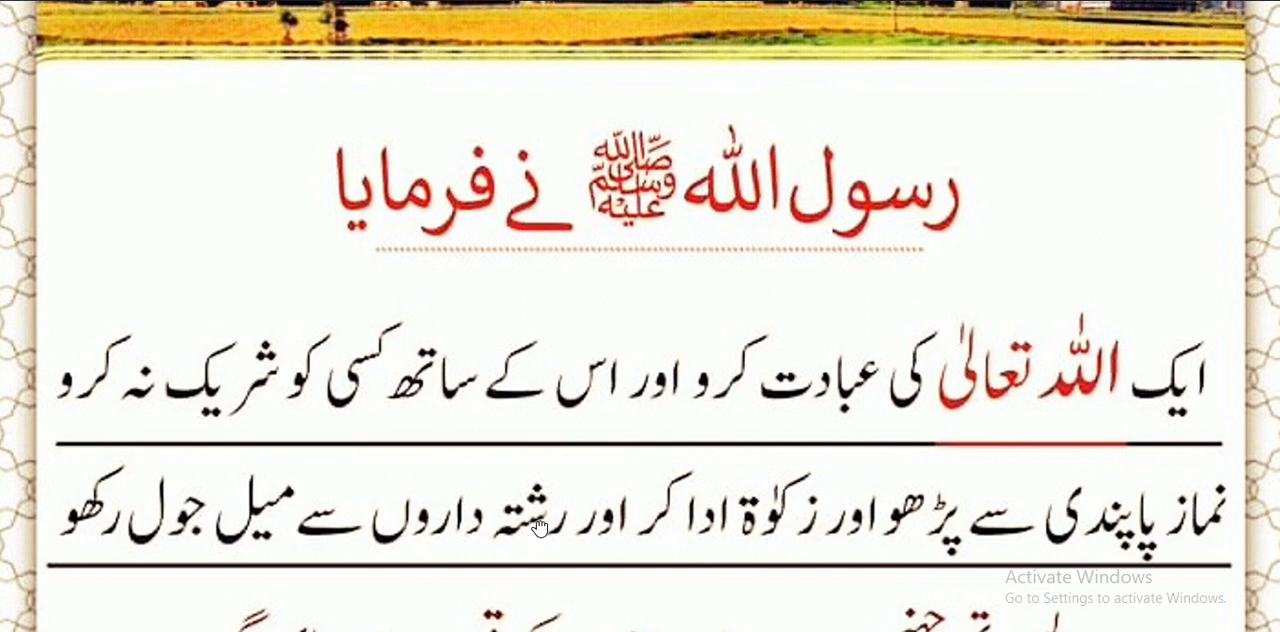 رسول اللہ ﷺ نے فرمایا
ایک اللہ تعالیٰ کی عبادت کرو اور اس کے ساتھ کسی کو شریک نہ کرو
نماز پاپندی سے پڑھو اور زکوٰۃ ادا کر اور رشتہ داروں سے میل جول رکھو
Activate Windows
Go to Settings to activate Windows.